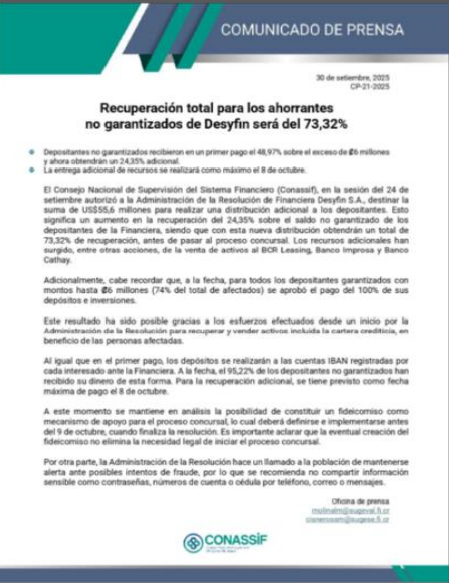 COMUNICADO DE PRENSA
30 de setiembre, 2025
CP-21-2025
Recuperación total para los ahorrantes
no garantizados de Desyfin será del 73,32%
Depositantes no garantizados recibieron en un primer pago el 48,97% sobre el exceso de ₡6 millones
y ahora obtendrán un 24,35% adicional.
La entrega adicional de recursos se realizará como máximo el 8 de octubre.
El Consejo Nacional de Supervisión del Sistema Financiero (Conassif), en la sesión del 24 de
setiembre autorizó a la Administración de la Resolución de Financiera Desyfin S.A., destinar la
suma de US$55,6 millones para realizar una distribución adicional a los depositantes. Esto
significa un aumento en la recuperación del 24,35% sobre el saldo no garantizado de los
depositantes de la Financiera, siendo que con esta nueva distribución obtendrán un total de
73,32% de recuperación, antes de pasar al proceso concursal. Los recursos adicionales han
surgido, entre otras acciones, de la venta de activos al BCR Leasing, Banco Improsa y Banco
Cathay.
Adicionalmente, cabe recordar que, a la fecha, para todos los depositantes garantizados con
montos hasta ₡6 millones (74% del total de afectados) se aprobó el pago del 100% de sus
depósitos e inversiones.
Este resultado ha sido posible gracias a los esfuerzos efectuados desde un inicio por la
Administración de la Resolución para recuperar y vender activos incluida la cartera crediticia, en
beneficio de las personas afectadas.
Al igual que en el primer pago, los depósitos se realizarán a las cuentas IBAN registradas por
cada interesado ante la Financiera. A la fecha, el 95,22% de los depositantes no garantizados han
recibido su dinero de esta forma. Para la recuperación adicional, se tiene previsto como fecha
máxima de pago el 8 de octubre.
A este momento se mantiene en análisis la posibilidad de constituir un fideicomiso como
mecanismo de apoyo para el proceso concursal, lo cual deberá definirse e implementarse antes
del 9 de octubre, cuando finaliza la resolución. Es importante aclarar que la eventual creación del
fideicomiso no elimina la necesidad legal de iniciar el proceso concursal.
Por otra parte, la Administración de la Resolución hace un llamado a la población de mantenerse
alerta ante posibles intentos de fraude, por lo que se recomienda no compartir información
sensible como contraseñas, números de cuenta o cédula por teléfono, correo o mensajes.
Oficina de prensa
molinalm@sugeval.fi.cr
cisnerosam@sugese.fi.cr
CONASSIF